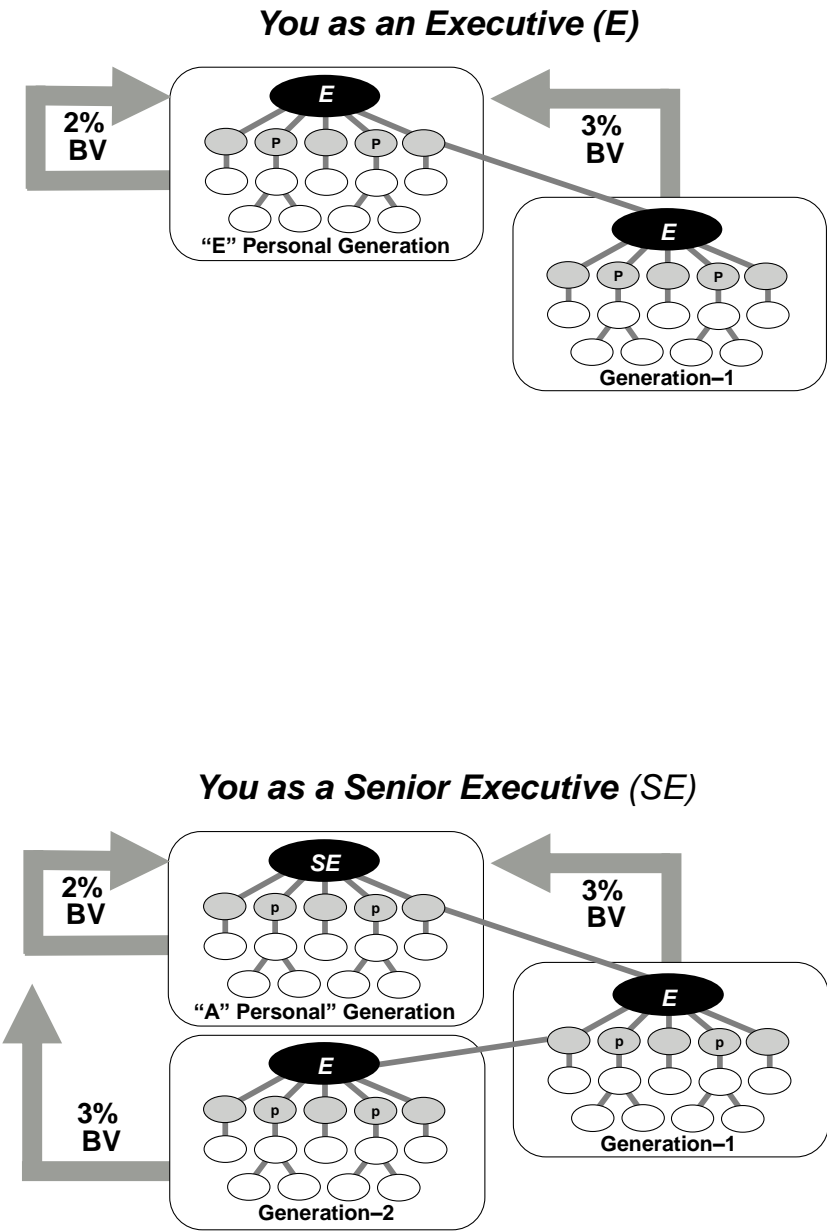 You as an Executive (E)
E
2%
BV
3%
BV
P P
E
"E" Personal Generation
P P
Generation–1
You as a Senior Executive (SE)
SE
2%
BV
3%
BV
p p
E
"A" Personal" Generation
p p
E
3%
BV
p p
Generation–1
Generation–2